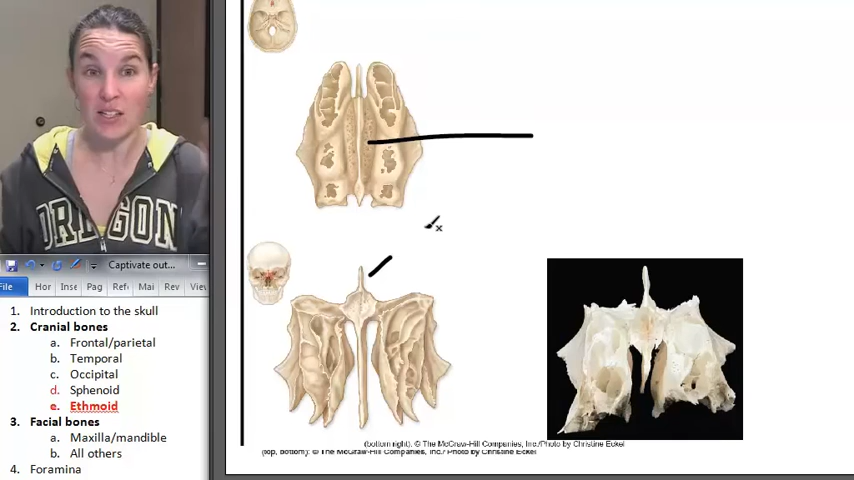 OREGON
Captivate out...
File
Hor
Inse
Pag
Refe
Mai
Rev
View
1. Introduction to the skull
2. Cranial bones
a. Frontal/parietal
b. Temporal
c. Occipital
d. Sphenoid
e. Ethmoid
3. Facial bones
a. Maxilla/mandible
b. All others
4. Foramina
(bottom right). © The McGraw-Hill Companies, Inc./Photo by Christine Eckel
(top, bottom): © The McGraw-Hill Companies, Inc./ Photo by Christine Eckel